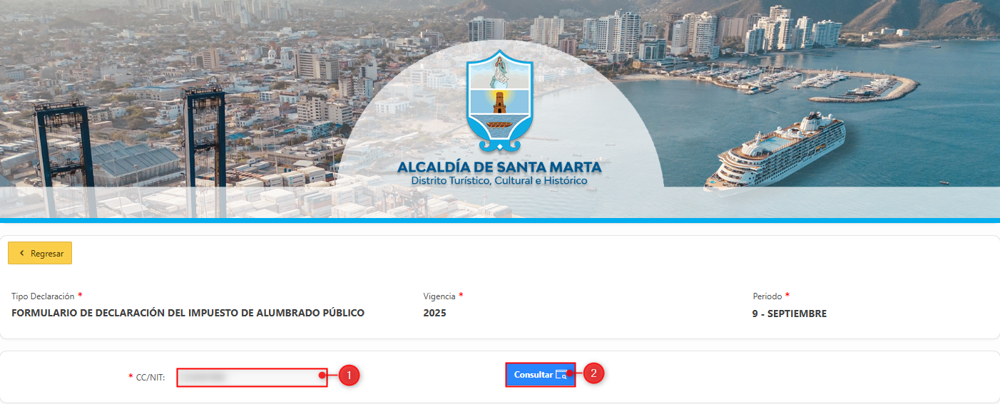 ALCALDÍA DE SANTA MARTA
Distrito Turístico, Cultural e Histórico
Regresar
Tipo Declaración * Vigencia * Periodo *
FORMULARIO DE DECLARACIÓN DEL IMPUESTO DE ALUMBRADO PÚBLICO 2025 9 - SEPTIEMBRE
* CC/NIT: 1 Consultar 2